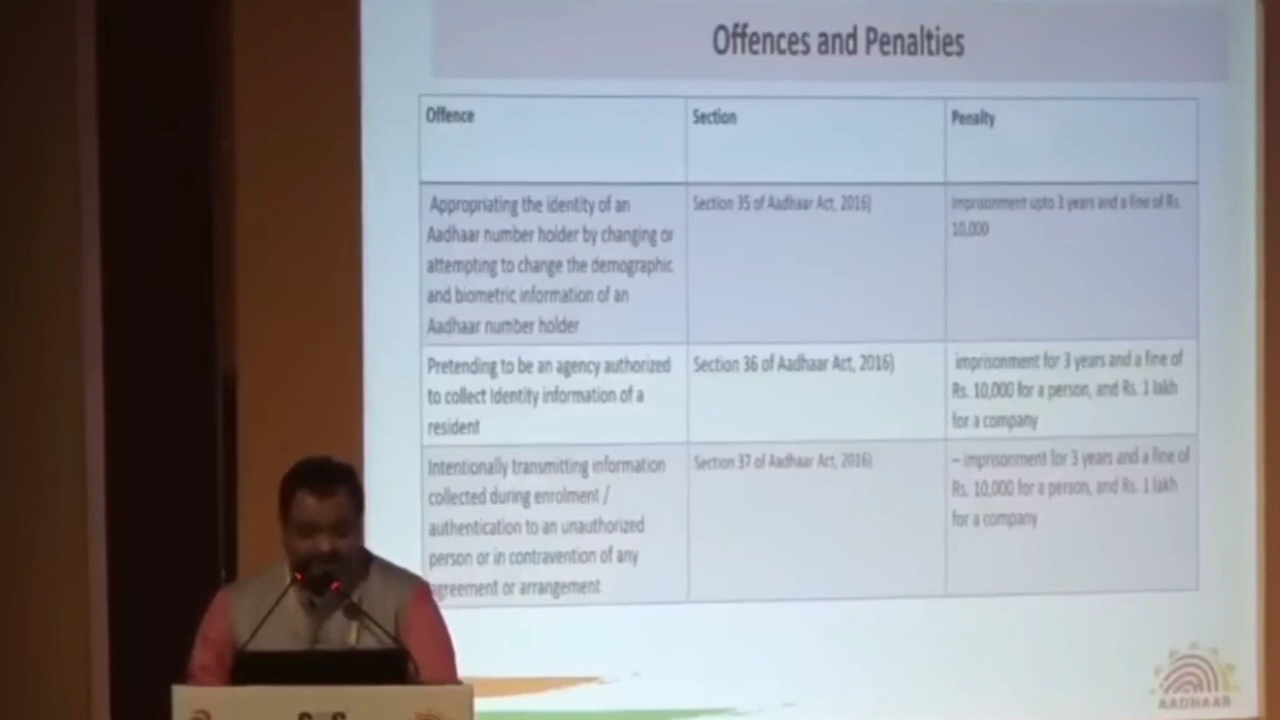 Offences and Penalties
Offence
Section
Penalty
Appropriating the identity of an
Aadhaar number holder by changing or
attempting to change the demographic
and biometric information of an
Aadhaar number holder
Section 35 of Aadhaar Act, 2016)
imprisonment upto 3 years and a fine of Rs.
10,000
Pretending to be an agency authorized
to collect Identity information of a
resident
Section 36 of Aadhaar Act, 2016)
imprisonment for 3 years and a fine of
Rs. 10,000 for a person, and Rs. 1 lakh
for a company
Intentionally transmitting information
collected during enrolment /
authentication to an unauthorized
person or in contravention of any
agreement or arrangement
Section 37 of Aadhaar Act, 2016)
– imprisonment for 3 years and a fine of
Rs. 10,000 for a person, and Rs. 1 lakh
for a company
AADHAAR